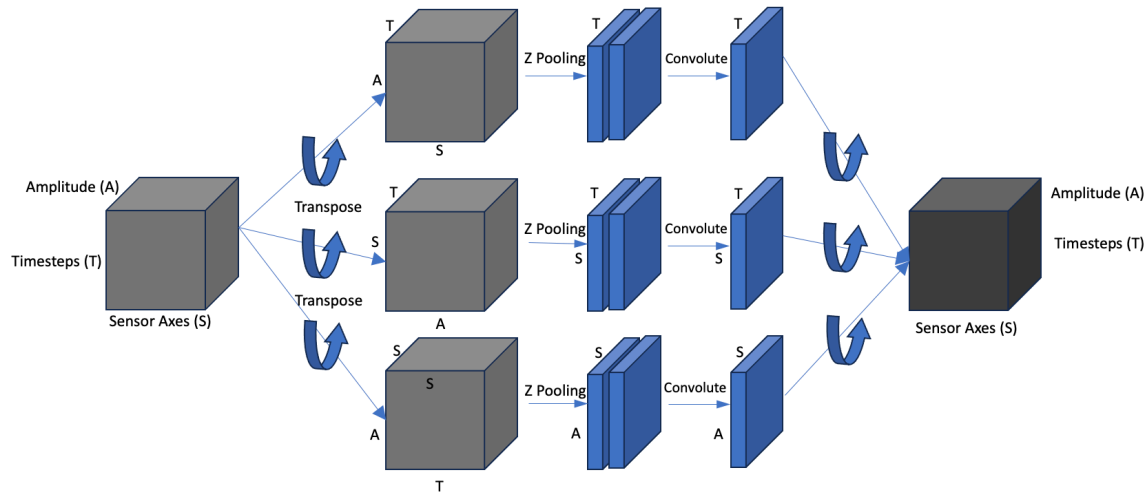 T
A
S
Z Pooling
T
Convolute
T
Amplitude (A)
Timesteps (T)
Sensor Axes (S)
Transpose
Transpose
T
S
A
Z Pooling
T
S
Convolute
T
S
S
S
A
T
Z Pooling
S
A
Convolute
S
A
Amplitude (A)
Timesteps (T)
Sensor Axes (S)